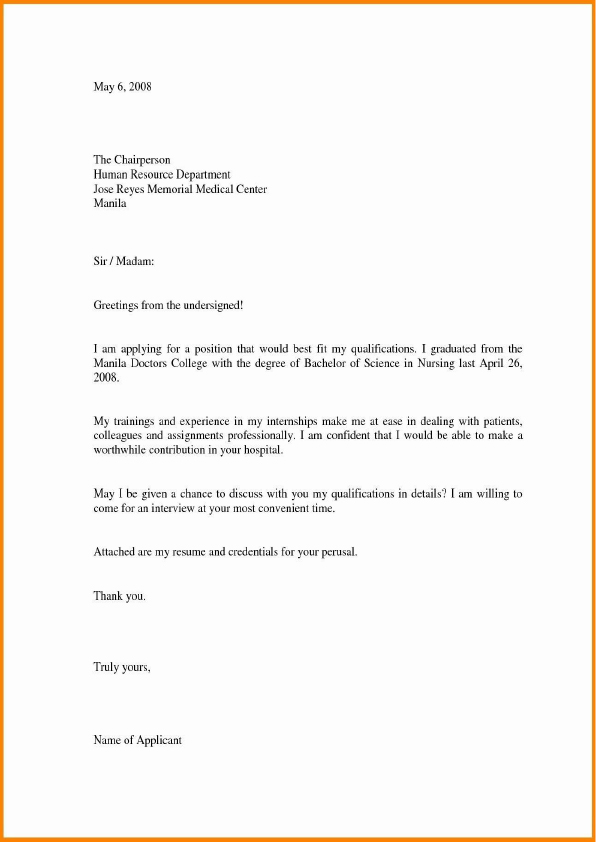 May 6, 2008
The Chairperson
Human Resource Department
Jose Reyes Memorial Medical Center
Manila
Sir / Madam:
Greetings from the undersigned!
I am applying for a position that would best fit my qualifications. I graduated from the
Manila Doctors College with the degree of Bachelor of Science in Nursing last April 26,
2008.
My trainings and experience in my internships make me at ease in dealing with patients,
colleagues and assignments professionally. I am confident that I would be able to make a
worthwhile contribution in your hospital.
May I be given a chance to discuss with you my qualifications in details? I am willing to
come for an interview at your most convenient time.
Attached are my resume and credentials for your perusal.
Thank you.
Truly yours,
Name of Applicant